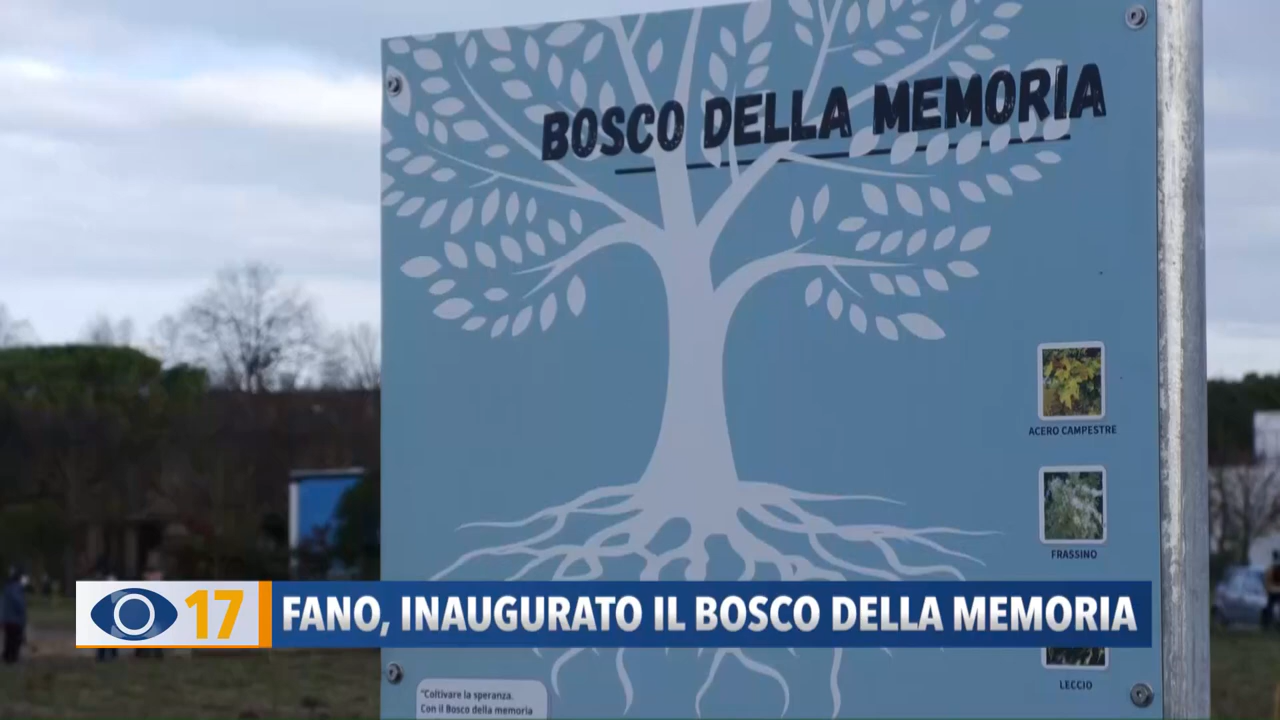 BOSCO DELLA MEMORIA
ACERO CAMPESTRE
FRASSINO
17
FANO, INAUGURATO IL BOSCO DELLA MEMORIA
LECCIO
"Coltivare la speranza.
Con il Bosco della memoria